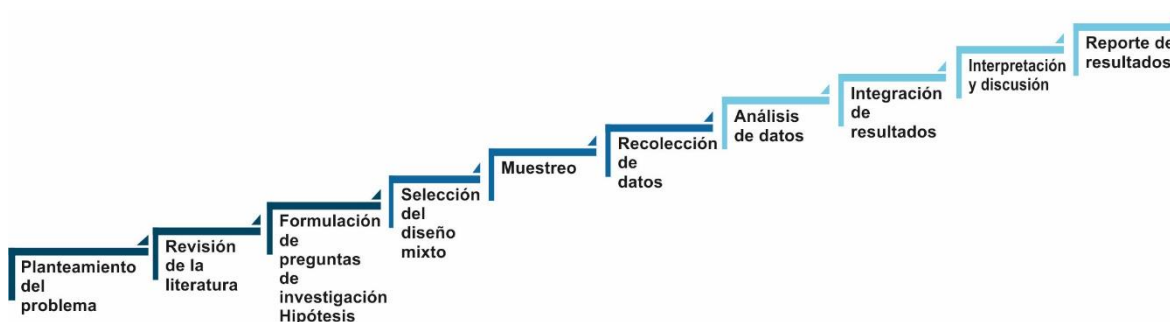 Planteamiento
del
problema
Revisión
de la
literatura
Formulación
de
preguntas
de
investigación
Hipótesis
Selección
del
diseño
mixto
Muestreo
Recolección
de
datos
Análisis
de datos
Integración
de
resultados
Interpretación
y discusión
Reporte de
resultados